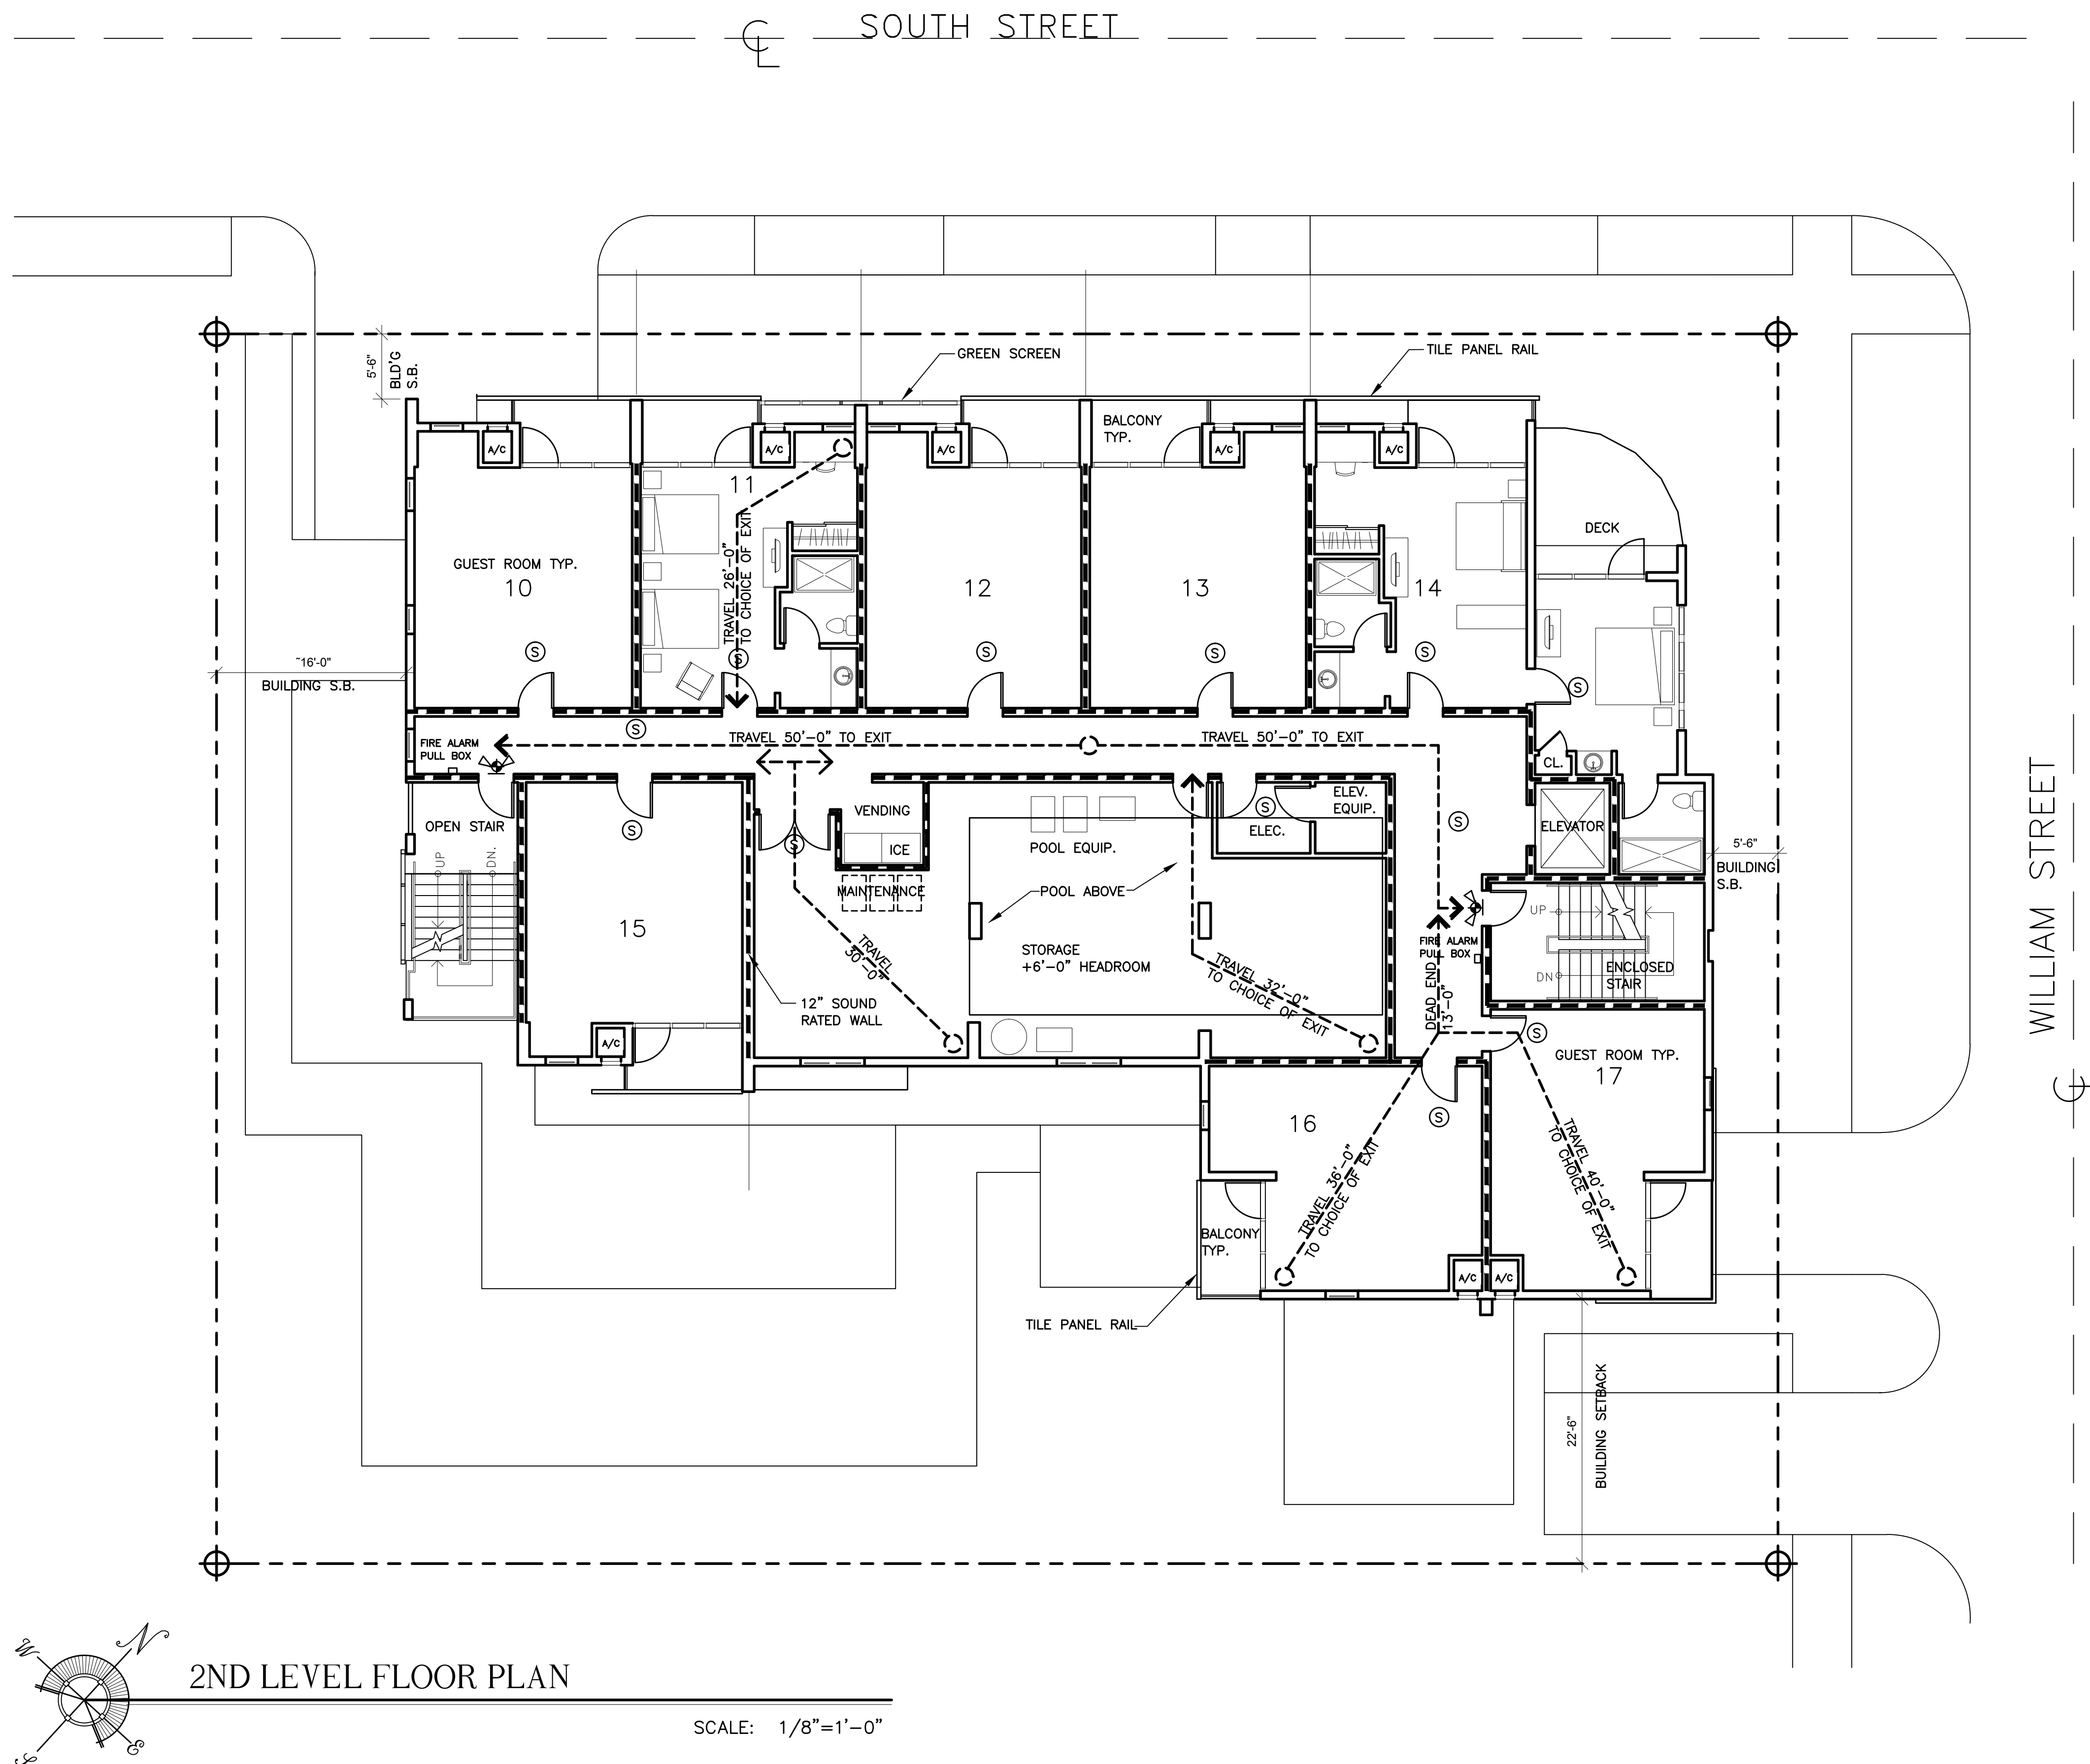 SOUTH STREET
WILLIAM STREET
GREEN SCREEN
TILE PANEL RAIL
5'-6"
BLD'G
S.B.
A/C
A/C
A/C
BALCONY
TYP.
A/C
A/C
11
TRAVEL 26'-0"
TO CHOICE OF EXIT
DECK
GUEST ROOM TYP.
10
12
13
14
S
S
S
S
S
S
~16'-0"
BUILDING S.B.
S
FIRE ALARM
PULL BOX
TRAVEL 50'-0" TO EXIT
TRAVEL 50'-0" TO EXIT
CL.
OPEN STAIR
UP
DN.
S
S
VENDING
ICE
MAINTENANCE
POOL EQUIP.
S
ELEC.
ELEV.
EQUIP.
S
ELEVATOR
5'-6"
BUILDING
S.B.
POOL ABOVE
15
TRAVEL
30'-0"
STORAGE
+6'-0" HEADROOM
TRAVEL 32'-0"
TO CHOICE OF EXIT
FIRE ALARM
PULL BOX
DEAD END
13'-0"
UP
DN
ENCLOSED
STAIR
12" SOUND
RATED WALL
A/C
S
GUEST ROOM TYP.
17
16
S
TRAVEL 36'-0"
TO CHOICE OF EXIT
TRAVEL 40'-0"
TO CHOICE OF EXIT
BALCONY
TYP.
A/C
A/C
TILE PANEL RAIL
22'-6"
BUILDING SETBACK
N
W
E
S
2ND LEVEL FLOOR PLAN
SCALE: 1/8"=1'-0"